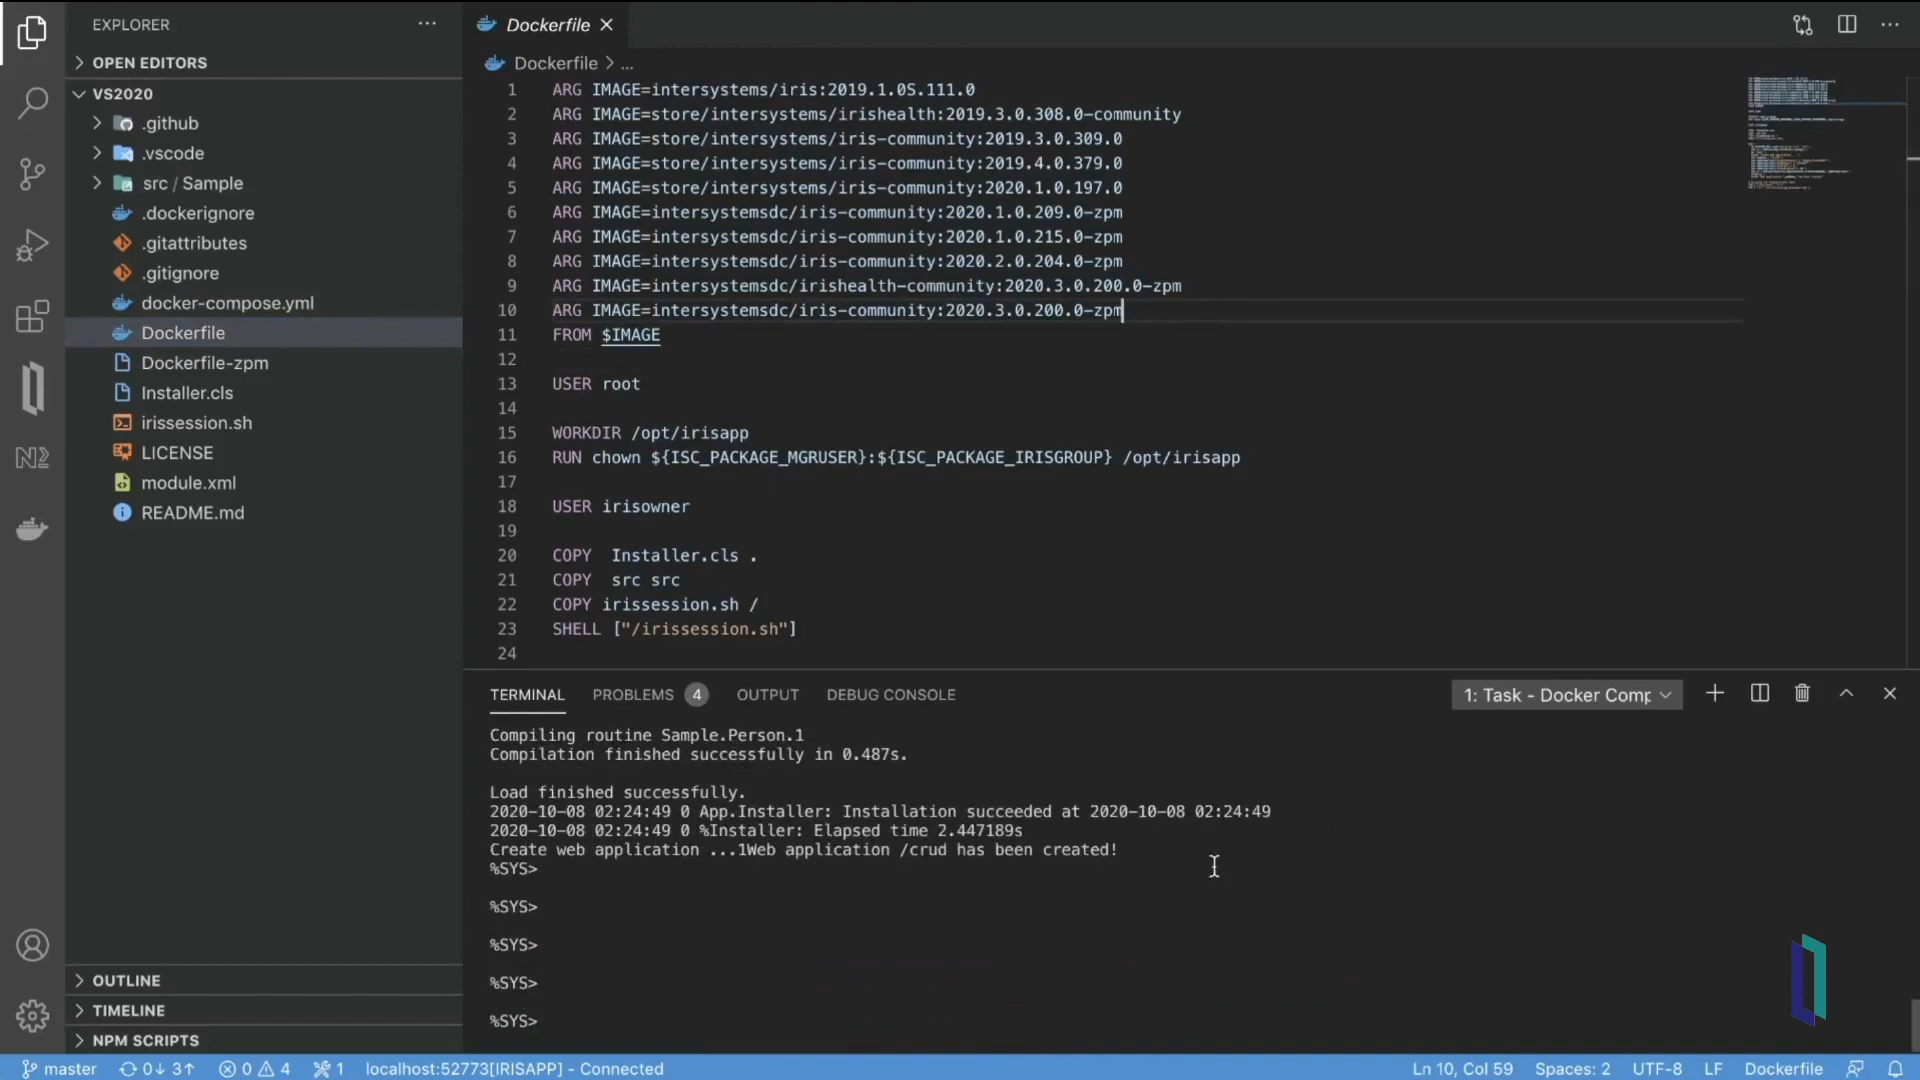 EXPLORER
OPEN EDITORS
VS2020
.github
.vscode
src / Sample
.dockerignore
.gitattributes
.gitignore
docker-compose.yml
Dockerfile
Dockerfile-zpm
Installer.cls
irissession.sh
LICENSE
module.xml
README.md
OUTLINE
TIMELINE
NPM SCRIPTS
Dockerfile
Dockerfile > ...
1 ARG IMAGE=intersystems/iris:2019.1.0S.111.0
2 ARG IMAGE=store/intersystems/irishealth:2019.3.0.308.0-community
3 ARG IMAGE=store/intersystems/iris-community:2019.3.0.309.0
4 ARG IMAGE=store/intersystems/iris-community:2019.4.0.379.0
5 ARG IMAGE=store/intersystems/iris-community:2020.1.0.197.0
6 ARG IMAGE=intersystemsdc/iris-community:2020.1.0.209.0-zpm
7 ARG IMAGE=intersystemsdc/iris-community:2020.1.0.215.0-zpm
8 ARG IMAGE=intersystemsdc/iris-community:2020.2.0.204.0-zpm
9 ARG IMAGE=intersystemsdc/irishealth-community:2020.3.0.200.0-zpm
10 ARG IMAGE=intersystemsdc/iris-community:2020.3.0.200.0-zpm
11 FROM $IMAGE
12
13 USER root
14
15 WORKDIR /opt/irisapp
16 RUN chown ${ISC_PACKAGE_MGRUSER}:${ISC_PACKAGE_IRISGROUP} /opt/irisapp
17
18 USER irisowner
19
20 COPY  Installer.cls .
21 COPY  src src
22 COPY irissession.sh /
23 SHELL ["/irissession.sh"]
24
TERMINAL PROBLEMS 4 OUTPUT DEBUG CONSOLE 1: Task - Docker Comp
Compiling routine Sample.Person.1
Compilation finished successfully in 0.487s.
Load finished successfully.
2020-10-08 02:24:49 0 App.Installer: Installation succeeded at 2020-10-08 02:24:49
2020-10-08 02:24:49 0 %Installer: Elapsed time 2.447189s
Create web application ...1Web application /crud has been created!
%SYS>
%SYS>
%SYS>
%SYS>
%SYS>
master 0↓ 3↑ 0 4 1 localhost:52773[IRISAPP] - Connected Ln 10, Col 59 Spaces: 2 UTF-8 LF Dockerfile